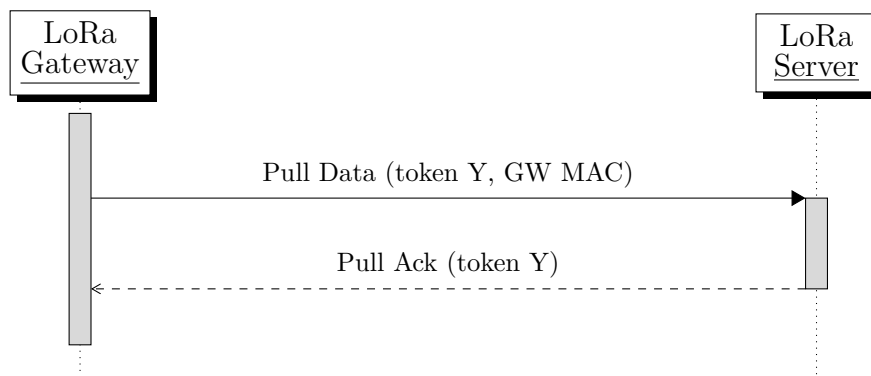 LoRa
Gateway
LoRa
Server
Pull Data (token Y, GW MAC)
Pull Ack (token Y)